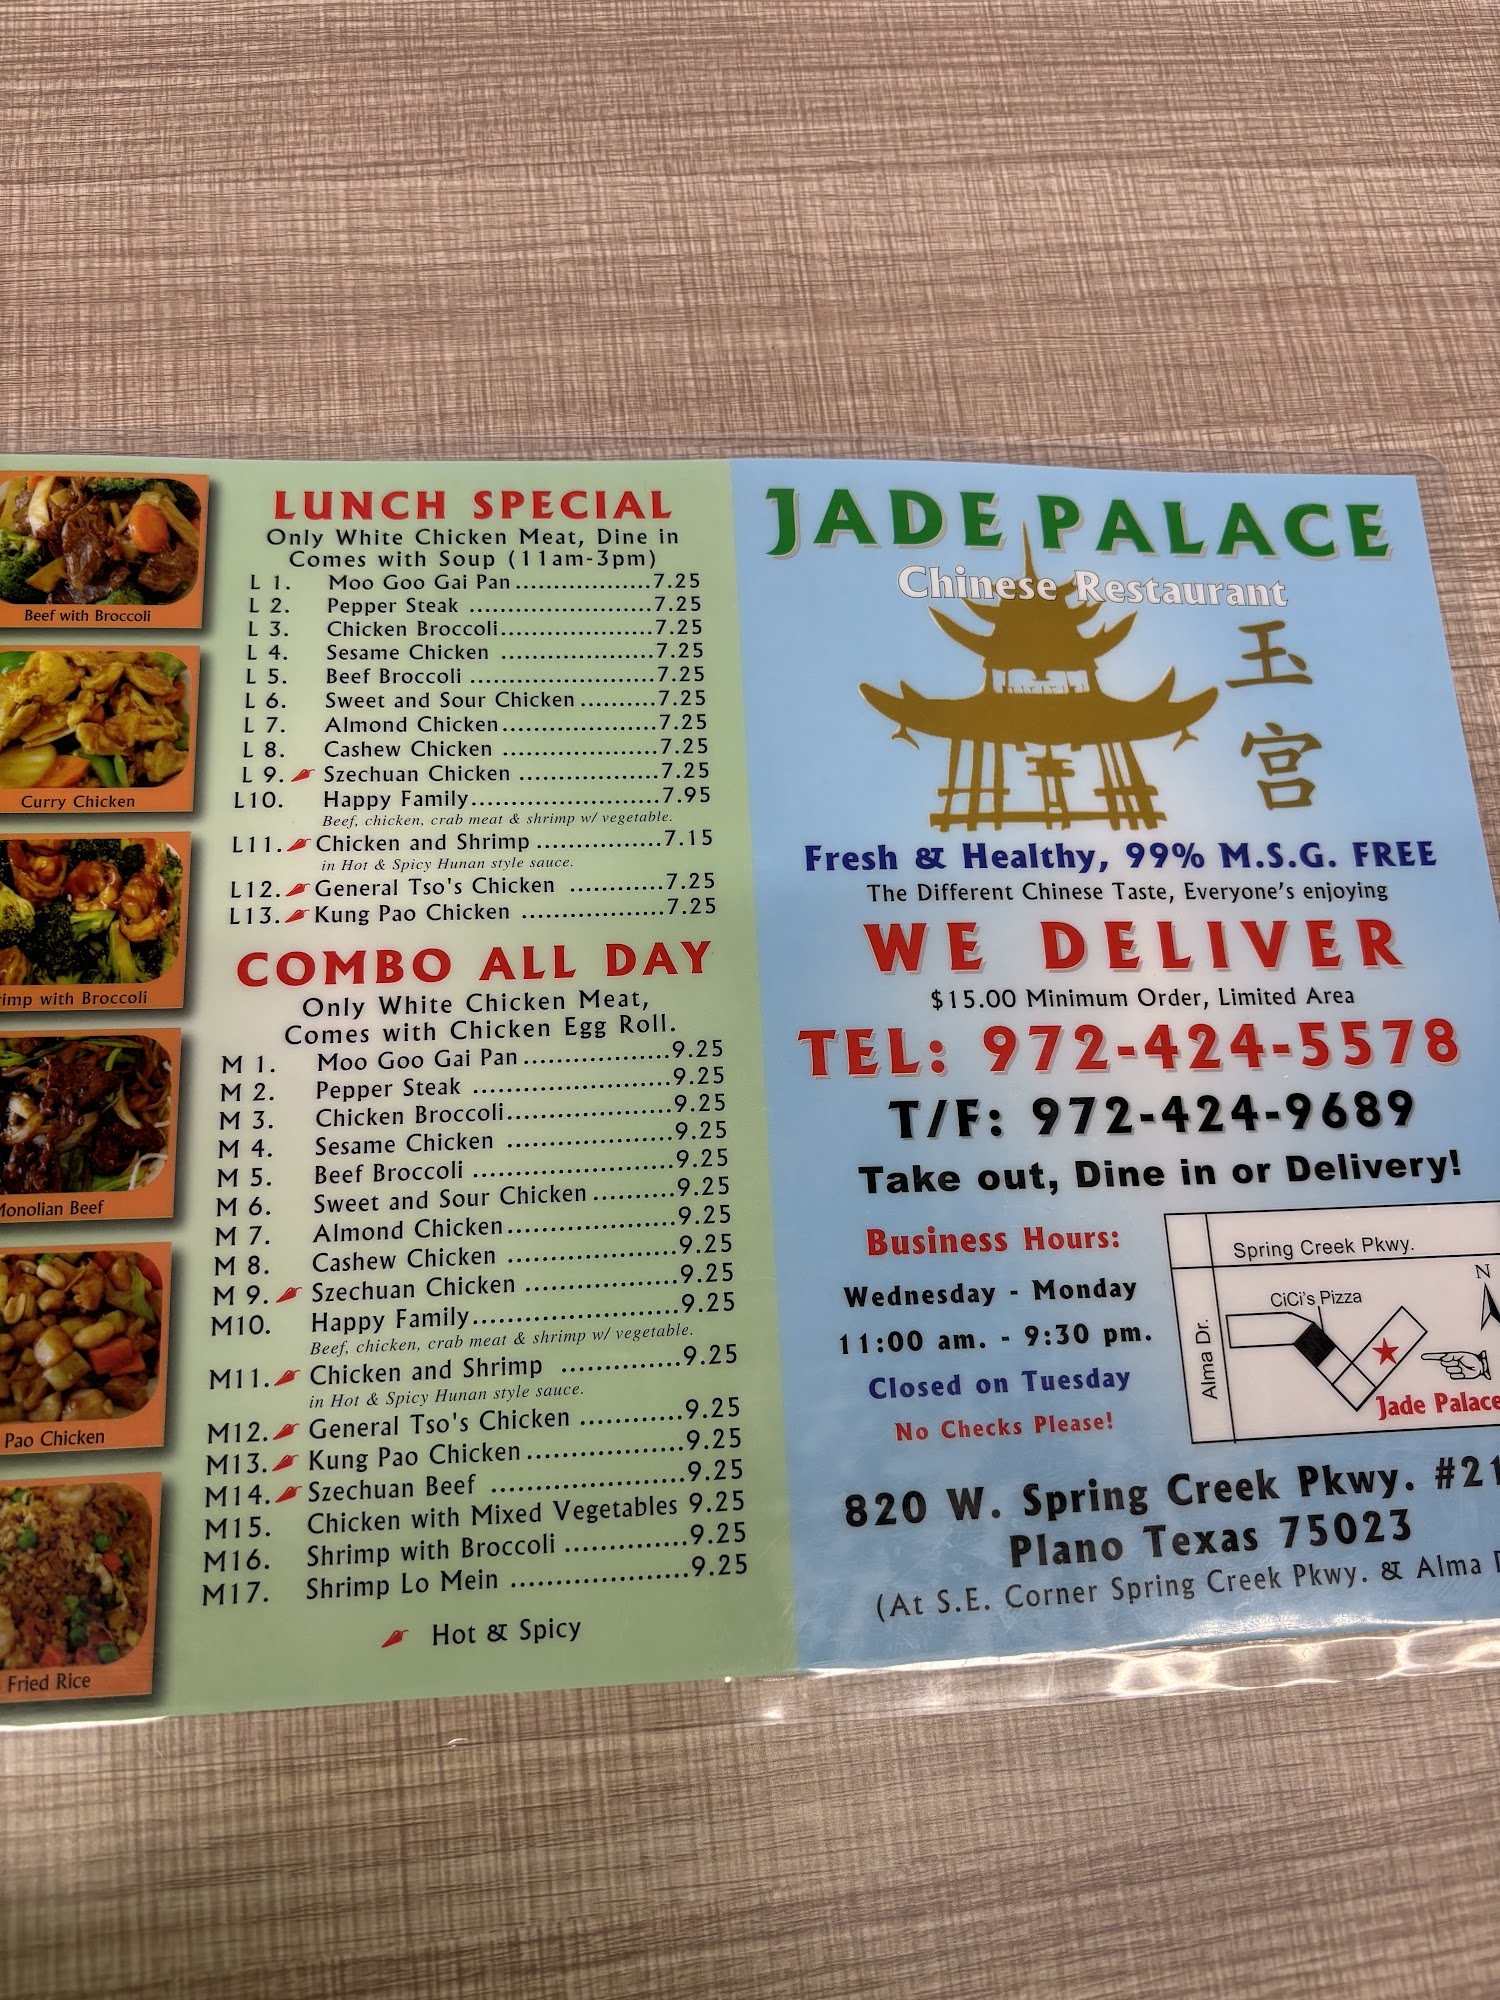 Beef with Broccoli
Curry Chicken
imp with Broccoli
Monolian Beef
Pao Chicken
Fried Rice
LUNCH SPECIAL
Only White Chicken Meat, Dine in
Comes with Soup (11am-3pm)
L 1. Moo Goo Gai Pan...................7.25
L 2. Pepper Steak ..........................7.25
L 3. Chicken Broccoli......................7.25
L 4. Sesame Chicken ......................7.25
L 5. Beef Broccoli ..........................7.25
L 6. Sweet and Sour Chicken ...........7.25
L 7. Almond Chicken......................7.25
L 8. Cashew Chicken ......................7.25
L 9. Szechuan Chicken ....................7.25
L10. Happy Family...........................7.95
Beef, chicken, crab meat & shrimp w/ vegetable.
L11. Chicken and Shrimp ..................7.15
in Hot & Spicy Hunan style sauce.
L12. General Tso's Chicken .............7.25
L13. Kung Pao Chicken ....................7.25
COMBO ALL DAY
Only White Chicken Meat,
Comes with Chicken Egg Roll.
M 1. Moo Goo Gai Pan...................9.25
M 2. Pepper Steak ..........................9.25
M 3. Chicken Broccoli......................9.25
M 4. Sesame Chicken ......................9.25
M 5. Beef Broccoli ..........................9.25
M 6. Sweet and Sour Chicken ...........9.25
M 7. Almond Chicken......................9.25
M 8. Cashew Chicken ......................9.25
M 9. Szechuan Chicken ....................9.25
M10. Happy Family...........................9.25
Beef, chicken, crab meat & shrimp w/ vegetable.
M11. Chicken and Shrimp ...............9.25
in Hot & Spicy Hunan style sauce.
M12. General Tso's Chicken .............9.25
M13. Kung Pao Chicken ....................9.25
M14. Szechuan Beef ........................9.25
M15. Chicken with Mixed Vegetables 9.25
M16. Shrimp with Broccoli ...............9.25
M17. Shrimp Lo Mein ......................9.25
Hot & Spicy
JADE PALACE
Chinese Restaurant
玉
宮
Fresh & Healthy, 99% M.S.G. FREE
The Different Chinese Taste, Everyone's enjoying
WE DELIVER
$15.00 Minimum Order, Limited Area
TEL: 972-424-5578
T/F: 972-424-9689
Take out, Dine in or Delivery!
Business Hours:
Wednesday - Monday
11:00 am. - 9:30 pm.
Closed on Tuesday
No Checks Please!
Spring Creek Pkwy.
N
CiCi's Pizza
Alma Dr.
Jade Palace
820 W. Spring Creek Pkwy. #21
Plano Texas 75023
(At S.E. Corner Spring Creek Pkwy. & Alma D